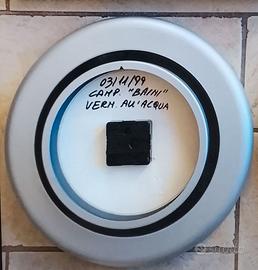 03/11/99
CAMP. "BAINI"
VERN. ALL'ACQUA